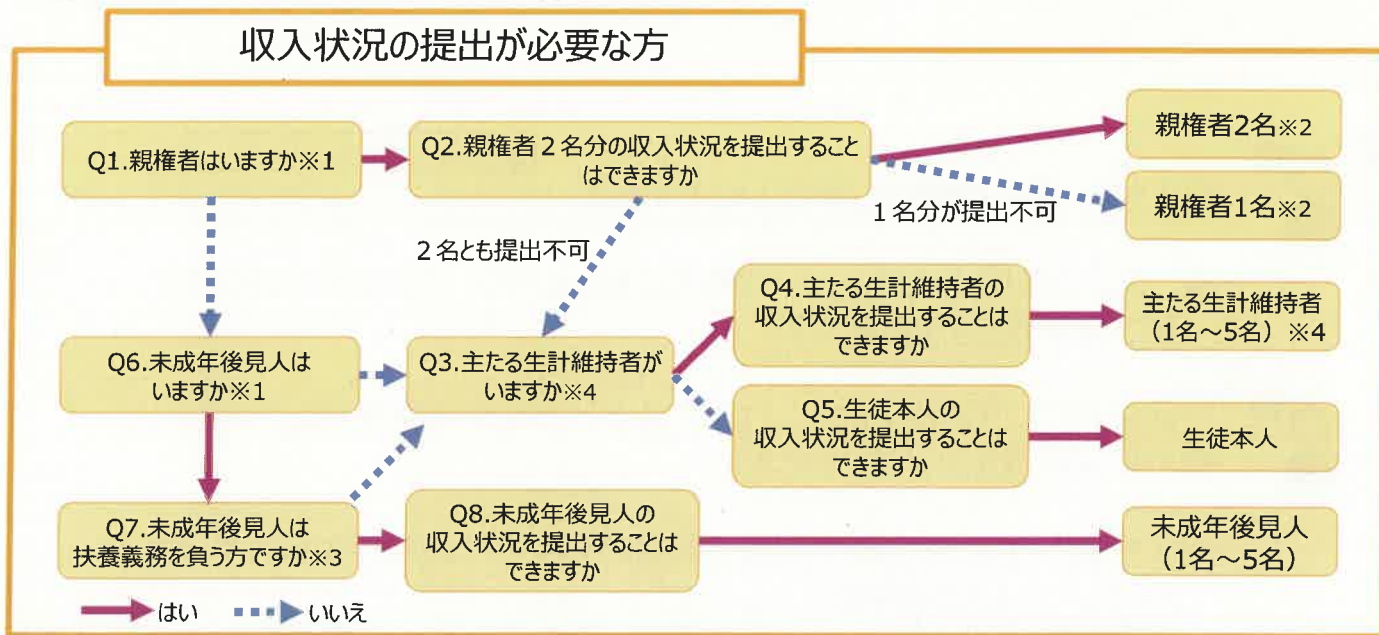 収入状況の提出が必要な方
Q1.親権者はいますか※1
Q2.親権者２名分の収入状況を提出すること
はできますか
親権者2名※2
親権者1名※2
１名分が提出不可
２名とも提出不可
Q4.主たる生計維持者の
収入状況を提出することは
できますか
主たる生計維持者
（1名～5名）※4
Q6.未成年後見人は
いますか※1
Q3.主たる生計維持者が
いますか※4
Q5.生徒本人の
収入状況を提出することは
できますか
生徒本人
Q7.未成年後見人は
扶養義務を負う方ですか※3
Q8.未成年後見人の
収入状況を提出することは
できますか
未成年後見人
（1名～5名）
はい
いいえ